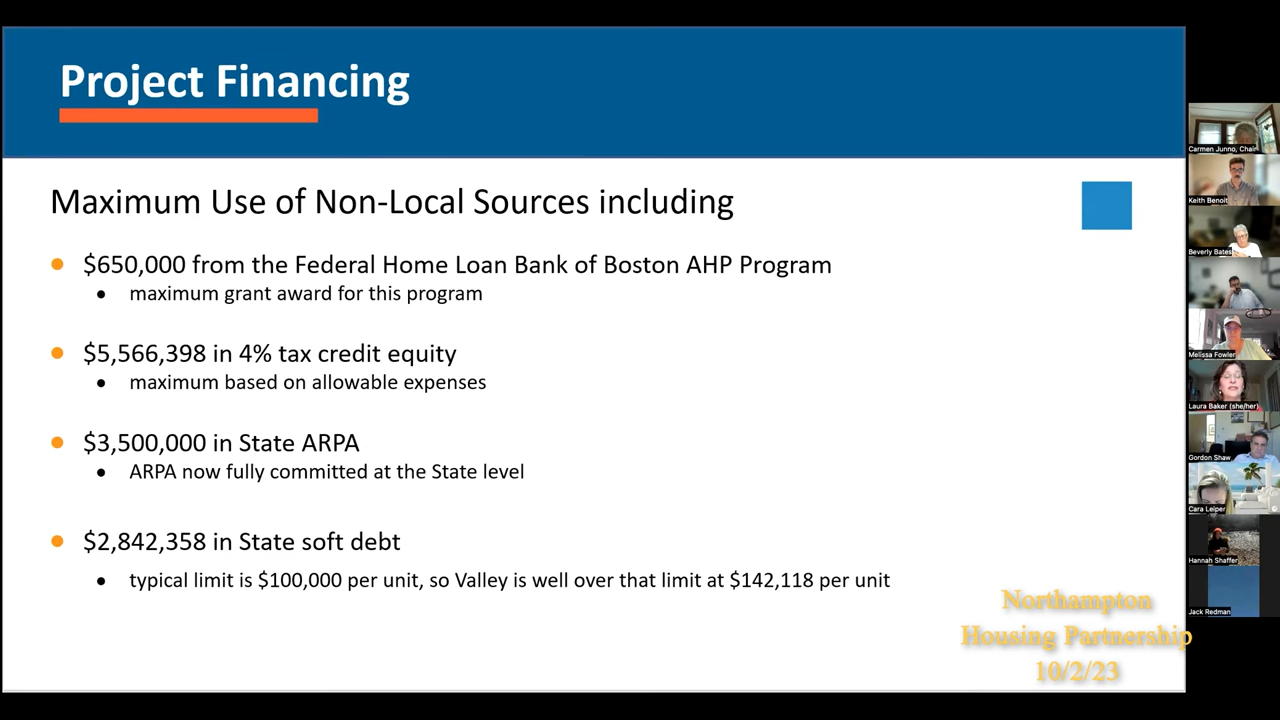 Project Financing
Maximum Use of Non-Local Sources including
$650,000 from the Federal Home Loan Bank of Boston AHP Program
maximum grant award for this program
$5,566,398 in 4% tax credit equity
maximum based on allowable expenses
$3,500,000 in State ARPA
ARPA now fully committed at the State level
$2,842,358 in State soft debt
typical limit is $100,000 per unit, so Valley is well over that limit at $142,118 per unit
Northampton
Housing Partnership
10/2/23
Carmen Junno, Chair
Keith Benoit
Beverly Bates
Melissa Fowler
Laura Baker (she/her)
Gordon Shaw
Cara Leiper
Hannah Shaffer
Jack Redman